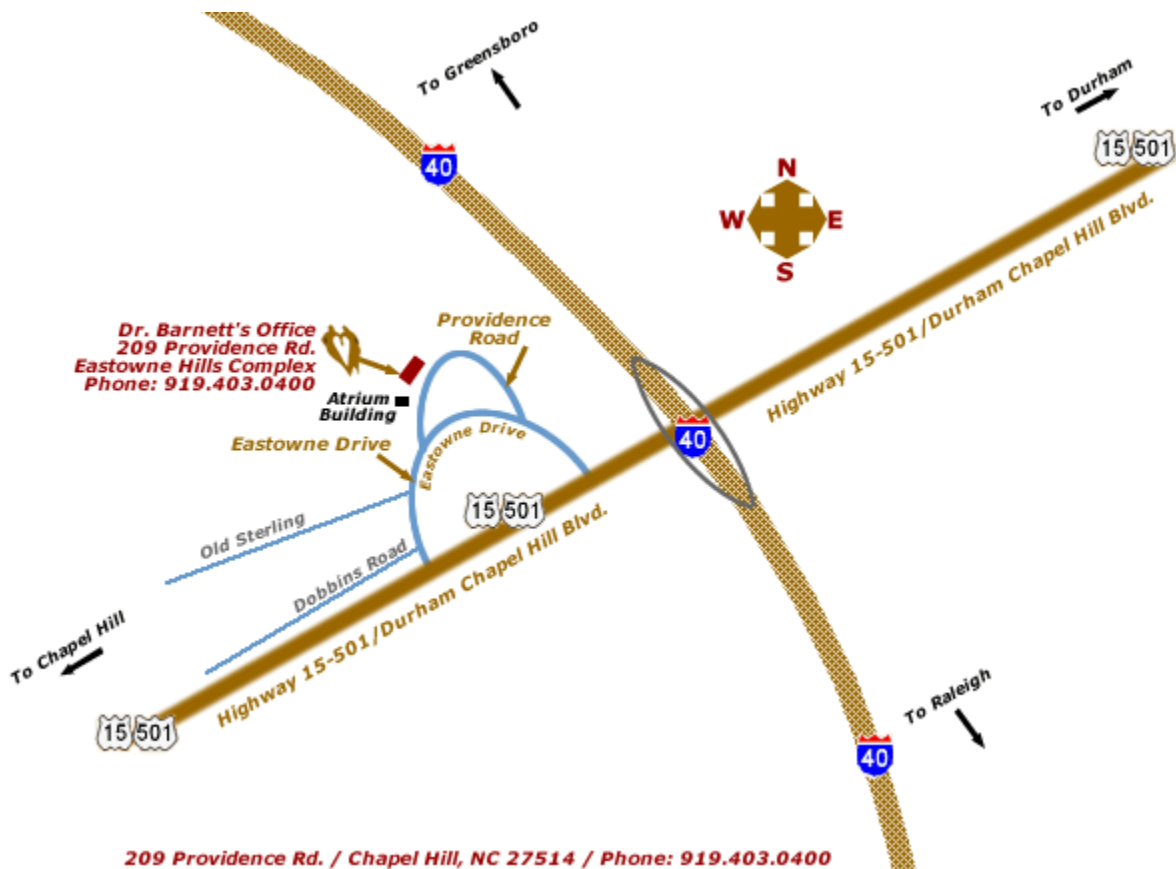 To Greensboro
To Durham
40
15 501
N
W E
S
Dr. Barnett's Office
209 Providence Rd.
Eastowne Hills Complex
Phone: 919.403.0400
Providence
Road
Highway 15-501/Durham Chapel Hill Blvd.
Atrium
Building
Eastowne Drive
Eastowne Drive
40
15 501
Old Sterling
Dobbins Road
Highway 15-501/Durham Chapel Hill Blvd.
To Chapel Hill
15 501
To Raleigh
40
209 Providence Rd. / Chapel Hill, NC 27514 / Phone: 919.403.0400